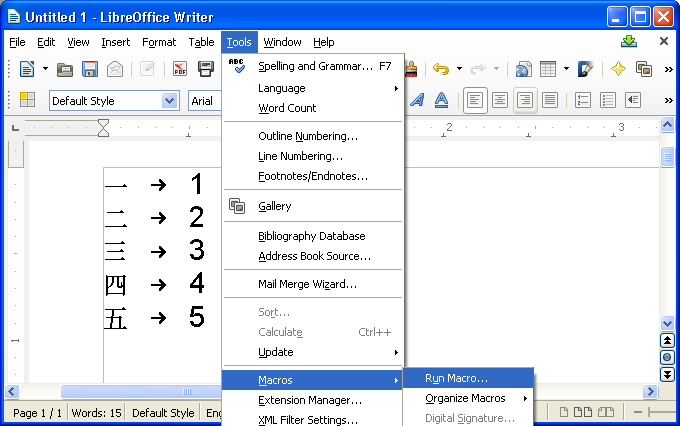 Untitled 1 - LibreOffice Writer
File Edit View Insert Format Table Tools Window Help
Default Style Arial
2 3
1
一 → 1
二 → 2
三 → 3
四 → 4
五 → 5
Spelling and Grammar... F7
Language
Word Count
Outline Numbering...
Line Numbering...
Footnotes/Endnotes...
Gallery
Bibliography Database
Address Book Source...
Mail Merge Wizard...
Sort...
Calculate Ctrl++
Update
Macros
Extension Manager...
XML Filter Settings...
Run Macro...
Organize Macros
Digital Signature...
Page 1 / 1 Words: 15 Default Style Eng